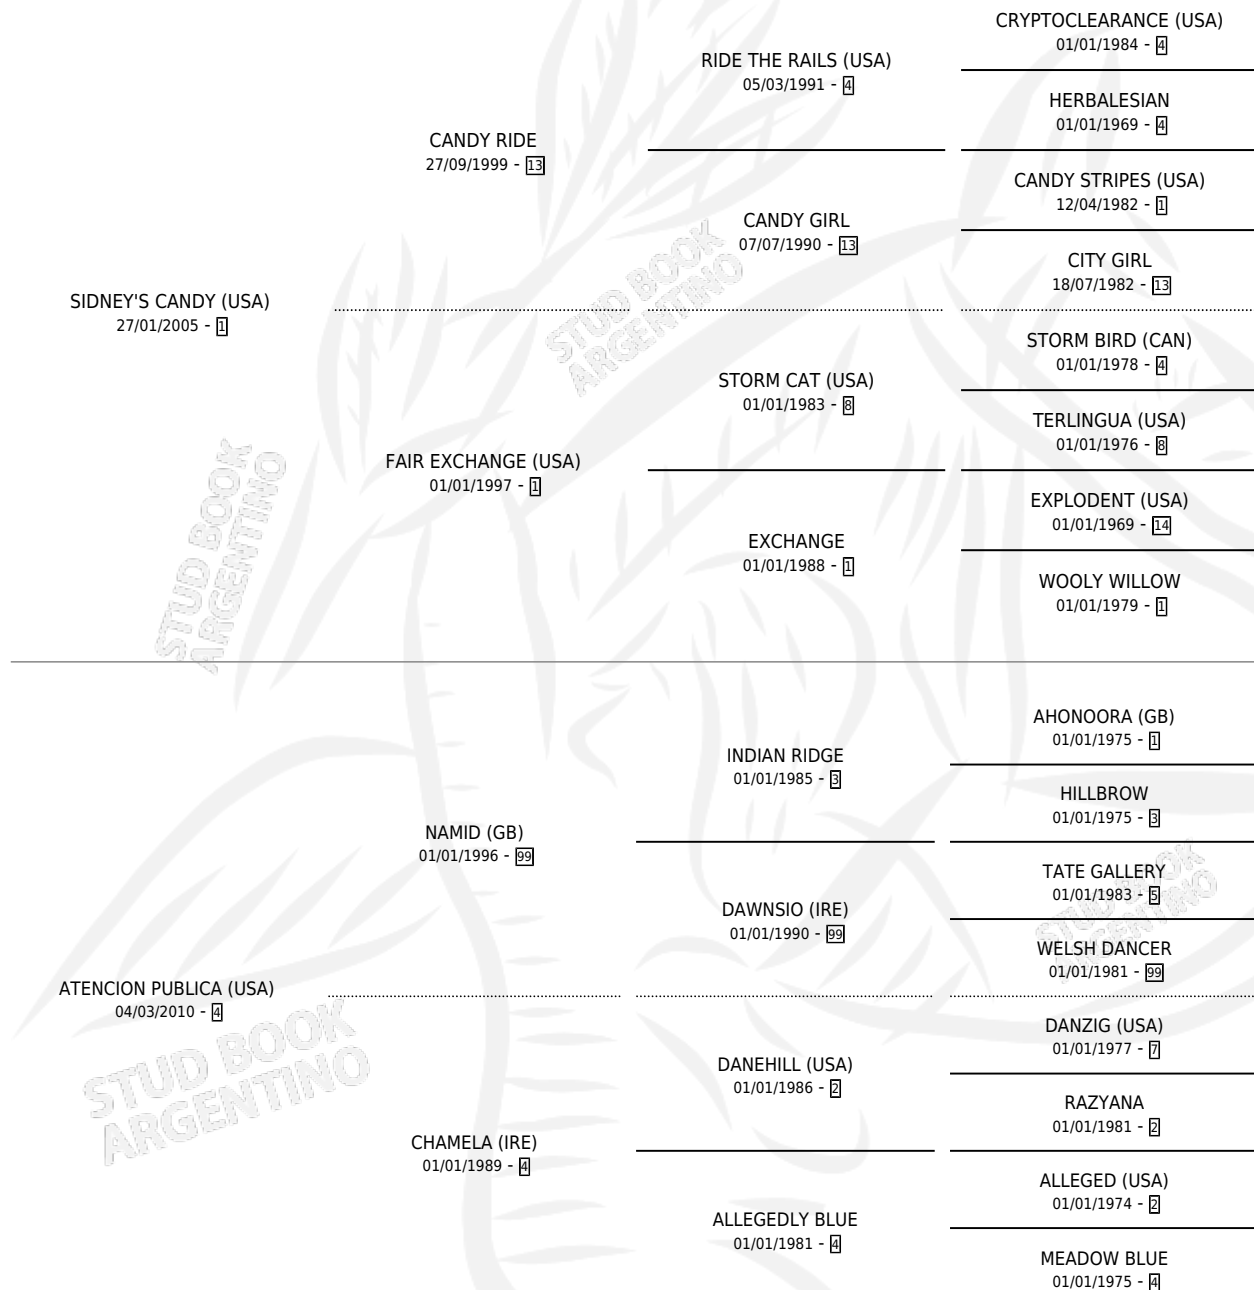 CRYPTOCLEARANCE (USA)
01/01/1984 - 4
RIDE THE RAILS (USA)
05/03/1991 - 4
HERBALESIAN
01/01/1969 - 4
CANDY RIDE
27/09/1999 - 13
CANDY STRIPES (USA)
12/04/1982 - 1
CANDY GIRL
07/07/1990 - 13
CITY GIRL
18/07/1982 - 13
SIDNEY'S CANDY (USA)
27/01/2005 - 1
STORM BIRD (CAN)
01/01/1978 - 4
STORM CAT (USA)
01/01/1983 - 8
TERLINGUA (USA)
01/01/1976 - 8
FAIR EXCHANGE (USA)
01/01/1997 - 1
EXPLODENT (USA)
01/01/1969 - 14
EXCHANGE
01/01/1988 - 1
WOOLY WILLOW
01/01/1979 - 1
AHONOORA (GB)
01/01/1975 - 1
INDIAN RIDGE
01/01/1985 - 3
HILLBROW
01/01/1975 - 3
NAMID (GB)
01/01/1996 - 99
TATE GALLERY
01/01/1983 - 5
DAWNSIO (IRE)
01/01/1990 - 99
WELSH DANCER
01/01/1981 - 99
ATENCION PUBLICA (USA)
04/03/2010 - 4
DANZIG (USA)
01/01/1977 - 7
DANEHILL (USA)
01/01/1986 - 2
RAZYANA
01/01/1981 - 2
CHAMELA (IRE)
01/01/1989 - 4
ALLEGED (USA)
01/01/1974 - 2
ALLEGEDLY BLUE
01/01/1981 - 4
MEADOW BLUE
01/01/1975 - 4
STUD BOOK
ARGENTINO
STUD BOOK
ARGENTINO
STUD BOOK
ARGENTINO
STUD BOOK
ARGENTINO